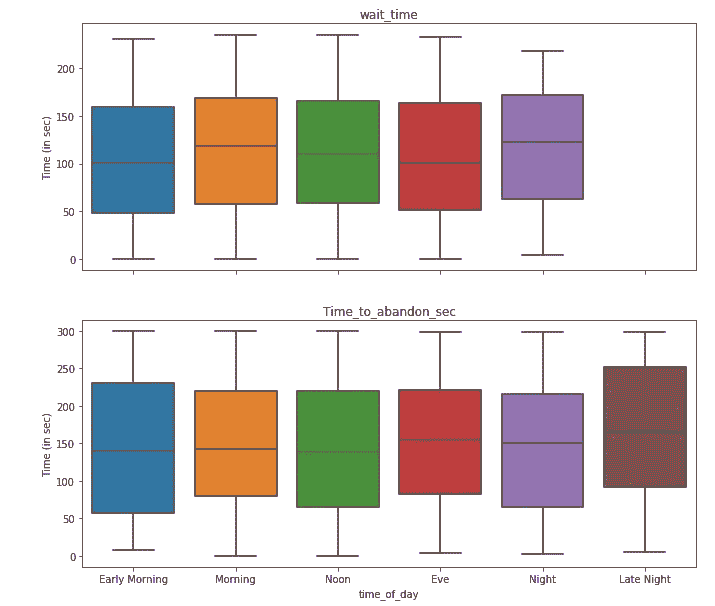 wait_time
200
150
100
50
0
Time (in sec)
Time_to_abandon_sec
300
250
200
150
100
50
0
Time (in sec)
Early Morning Morning Noon Eve Night Late Night
time_of_day